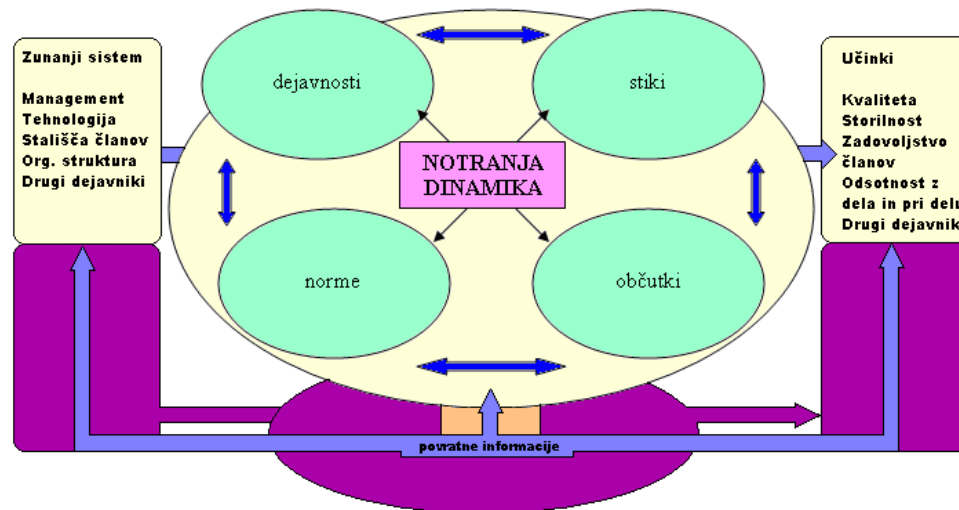 Zunanji sistem
Management
Tehnologija
Stališča članov
Org. struktura
Drugi dejavniki
dejavnosti
stiki
NOTRANJA
DINAMIKA
norme
občutki
Učinki
Kvaliteta
Storilnost
Zadovoljstvo
članov
Odsotnost z
dela in pri delu
Drugi dejavnik
povratne informacije